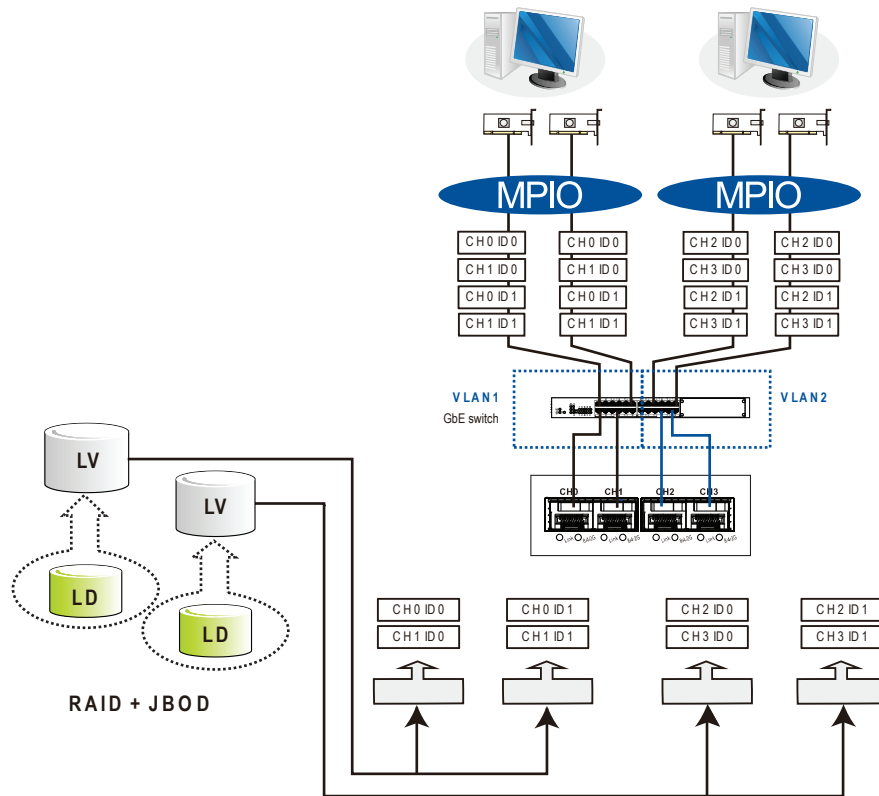 MPIO
MPIO
CH0 ID0
CH0 ID0
CH2 ID0
CH2 ID0
CH1 ID0
CH1 ID0
CH3 ID0
CH3 ID0
CH0 ID1
CH0 ID1
CH2 ID1
CH2 ID1
CH1 ID1
CH1 ID1
CH3 ID1
CH3 ID1
VLAN1
GbE switch
VLAN2
LV
LV
CH0
CH1
CH2
CH3
Link
Link
Link
LD
LD
CH0 ID0
CH1 ID0
CH0 ID1
CH1 ID1
CH2 ID0
CH3 ID0
CH2 ID1
CH3 ID1
RAID + JBOD